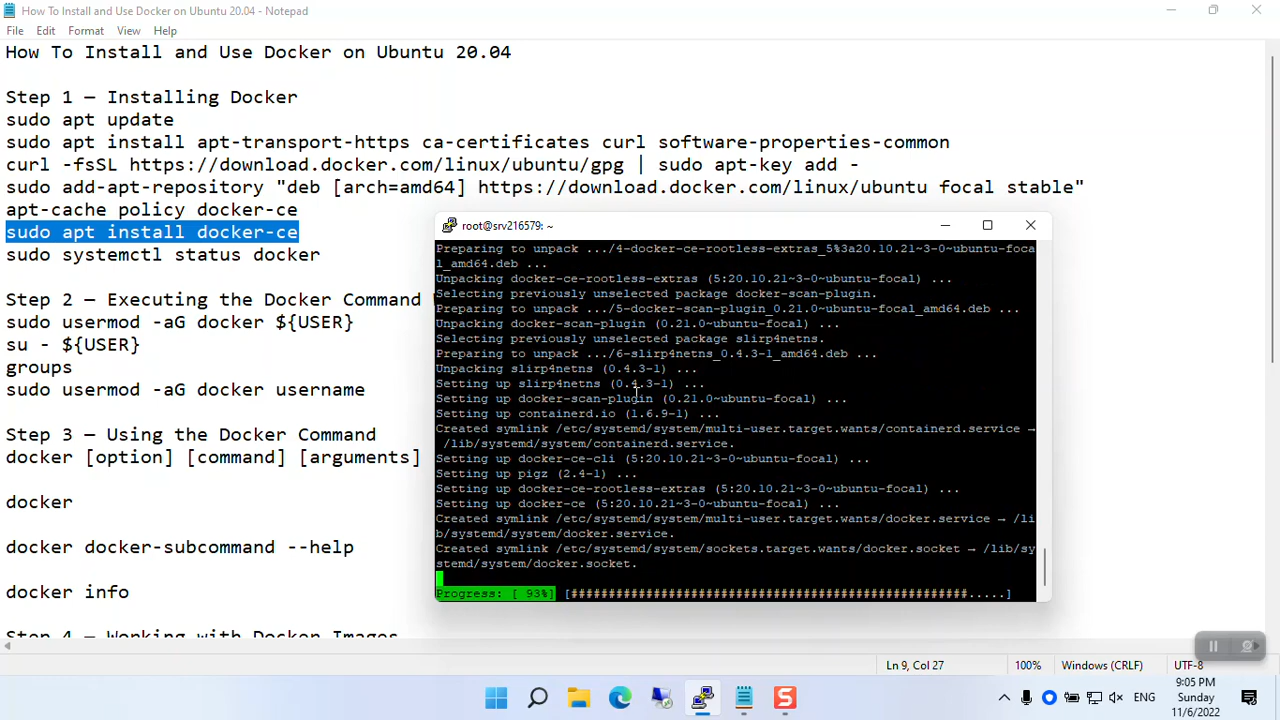 How To Install and Use Docker on Ubuntu 20.04 - Notepad
File Edit Format View Help
How To Install and Use Docker on Ubuntu 20.04
Step 1 — Installing Docker
sudo apt update
sudo apt install apt-transport-https ca-certificates curl software-properties-common
curl -fsSL https://download.docker.com/linux/ubuntu/gpg | sudo apt-key add -
sudo add-apt-repository "deb [arch=amd64] https://download.docker.com/linux/ubuntu focal stable"
apt-cache policy docker-ce
sudo apt install docker-ce
sudo systemctl status docker
Step 2 — Executing the Docker Command
sudo usermod -aG docker ${USER}
su - ${USER}
groups
sudo usermod -aG docker username
Step 3 — Using the Docker Command
docker [option] [command] [arguments]
docker
docker docker-subcommand --help
docker info
Step 4 — Working with Docker Images
root@srv216579: ~
Preparing to unpack .../4-docker-ce-rootless-extras_5%3a20.10.21~3-0~ubuntu-foca
l_amd64.deb ...
Unpacking docker-ce-rootless-extras (5:20.10.21~3-0~ubuntu-focal) ...
Selecting previously unselected package docker-scan-plugin.
Preparing to unpack .../5-docker-scan-plugin_0.21.0~ubuntu-focal_amd64.deb ...
Unpacking docker-scan-plugin (0.21.0~ubuntu-focal) ...
Selecting previously unselected package slirp4netns.
Preparing to unpack .../6-slirp4netns_0.4.3-1_amd64.deb ...
Unpacking slirp4netns (0.4.3-1) ...
Setting up slirp4netns (0.4.3-1) ...
Setting up docker-scan-plugin (0.21.0~ubuntu-focal) ...
Setting up containerd.io (1.6.9-1) ...
Created symlink /etc/systemd/system/multi-user.target.wants/containerd.service →
/lib/systemd/system/containerd.service.
Setting up docker-ce-cli (5:20.10.21~3-0~ubuntu-focal) ...
Setting up pigz (2.4-1) ...
Setting up docker-ce-rootless-extras (5:20.10.21~3-0~ubuntu-focal) ...
Setting up docker-ce (5:20.10.21~3-0~ubuntu-focal) ...
Created symlink /etc/systemd/system/multi-user.target.wants/docker.service → /li
b/systemd/system/docker.service.
Created symlink /etc/systemd/system/sockets.target.wants/docker.socket → /lib/sy
stemd/system/docker.socket.
Progress: [ 93%] [#####################################################.....]
Ln 9, Col 27 100% Windows (CRLF) UTF-8
ENG
9:05 PM
Sunday
11/6/2022